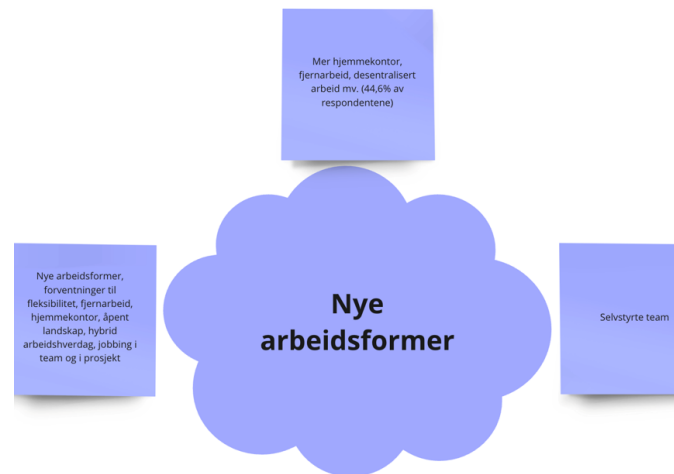 Mer hjemmekontor,
fjernarbeid, desentralisert
arbeid mv. (44,6% av
respondentene)
Nye arbeidsformer,
forventninger til
fleksibilitet, fjernarbeid,
hjemmekontor, åpent
landskap, hybrid
arbeidshverdag, jobbing i
team og i prosjekt
Nye
arbeidsformer
Selvstyrte team